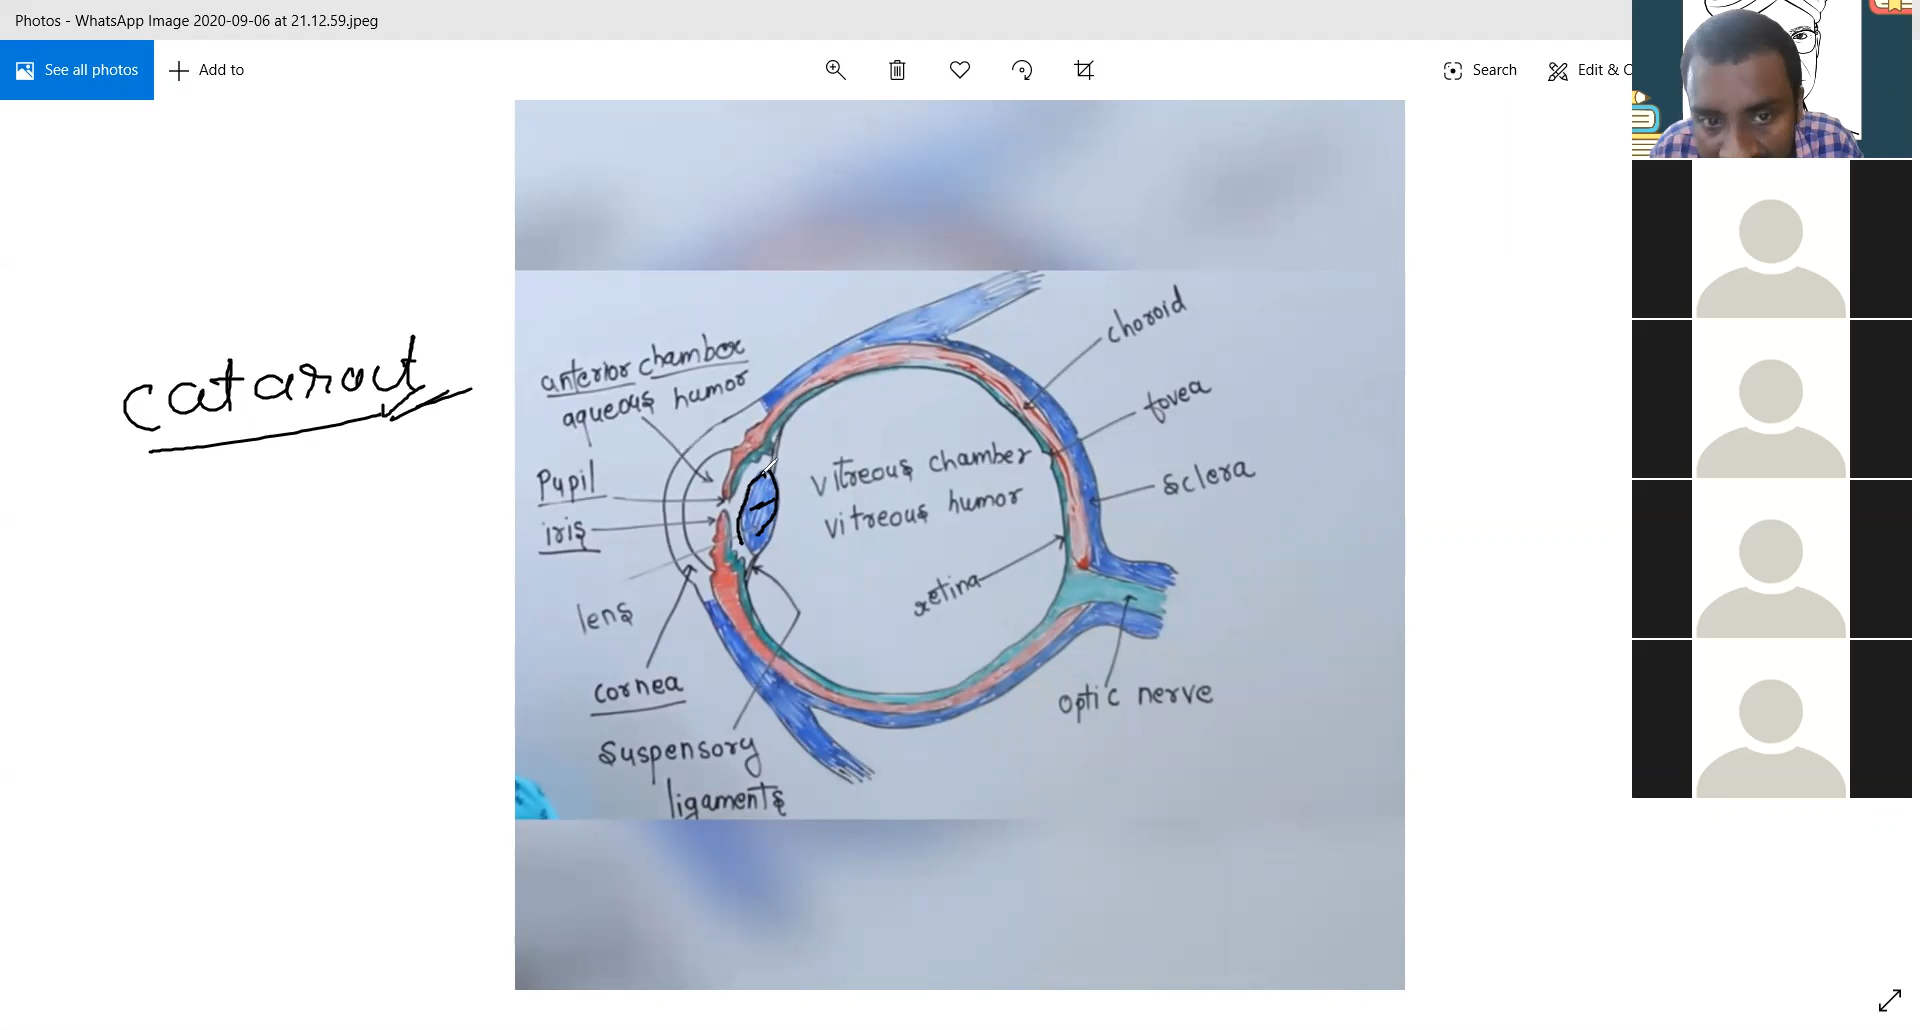 Photos - WhatsApp Image 2020-09-06 at 21.12.59.jpeg
See all photos
Add to
Search
Edit & C
cataract
anterior chamber
aqueous humor
Pupil
iris
lens
cornea
suspensory
ligaments
vitreous chamber
vitreous humor
retina
choroid
fovea
sclera
optic nerve